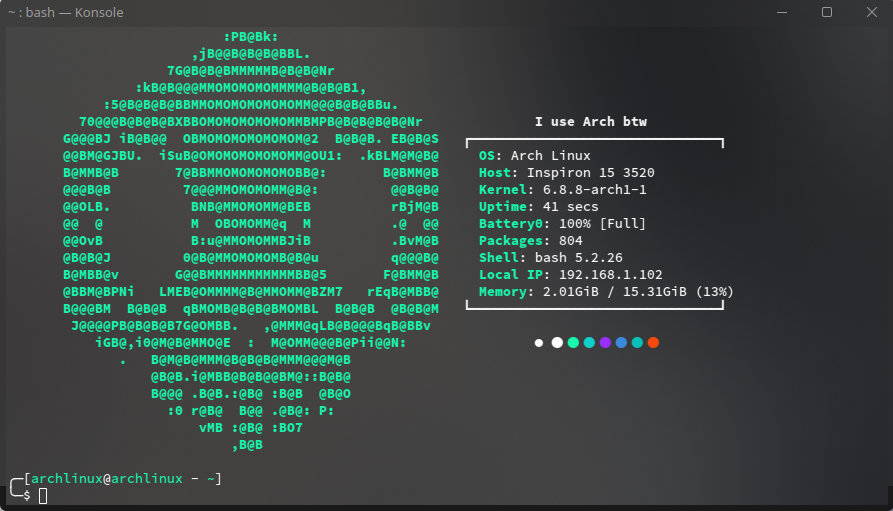 ~ : bash — Konsole
:PB@Bk:
,jB@@B@B@B@BBL.
7G@B@B@BMMMMMB@B@B@Nr
:kB@B@@@MMOMOMOMOMMMM@B@B@B1,
:5@B@B@B@BBMMOMOMOMOMOMOMM@@@B@B@BBu.
70@@@B@B@B@BXBBOMOMOMOMOMOMMBMPB@B@B@B@B@Nr
I use Arch btw
G@@@BJ iB@B@@  OBMOMOMOMOMOMOM@2  B@B@B. EB@B@S
@@BM@GJBU.  iSuB@OMOMOMOMOMOMM@OU1:  .kBLM@M@B@
OS: Arch Linux
B@MMB@B       7@BBMMOMOMOMOMOBB@:       B@BMM@B
Host: Inspiron 15 3520
@@@B@B         7@@@MMOMOMOMM@B@:         @@B@B@
Kernel: 6.8.8-arch1-1
@@OLB.          BNB@MMOMOMM@BEB          rBjM@B
Uptime: 41 secs
@@  @           M  OBOMOMM@q  M          .@  @@
Battery0: 100% [Full]
@@OvB           B:u@MMOMOMMBJiB          .BvM@B
Packages: 804
@B@B@J         0@B@MMOMOMOMB@B@u         q@@@B@
Shell: bash 5.2.26
B@MBB@v       G@@BMMMMMMMMMMMBB@5       F@BMM@B
Local IP: 192.168.1.102
@BBM@BPNi   LMEB@OMMMM@B@MMOMM@BZM7   rEqB@MBB@
Memory: 2.01GiB / 15.31GiB (13%)
B@@@BM  B@B@B  qBMOMB@B@B@BMOMBL  B@B@B  @B@B@M
J@@@@PB@B@B@B7G@OMBB.   ,@MMM@qLB@B@@@BqB@BBv
iGB@,i0@M@B@MMO@E  :  M@OMM@@@B@Pii@@N:
.   B@M@B@MMM@B@B@B@MMM@@@M@B
@B@B.i@MBB@B@B@@BM@::B@B@
B@@@ .B@B.:@B@ :B@B  @B@O
:0 r@B@  B@@ .@B@: P:
vMB :@B@ :BO7
,B@B
[archlinux@archlinux - ~]
$